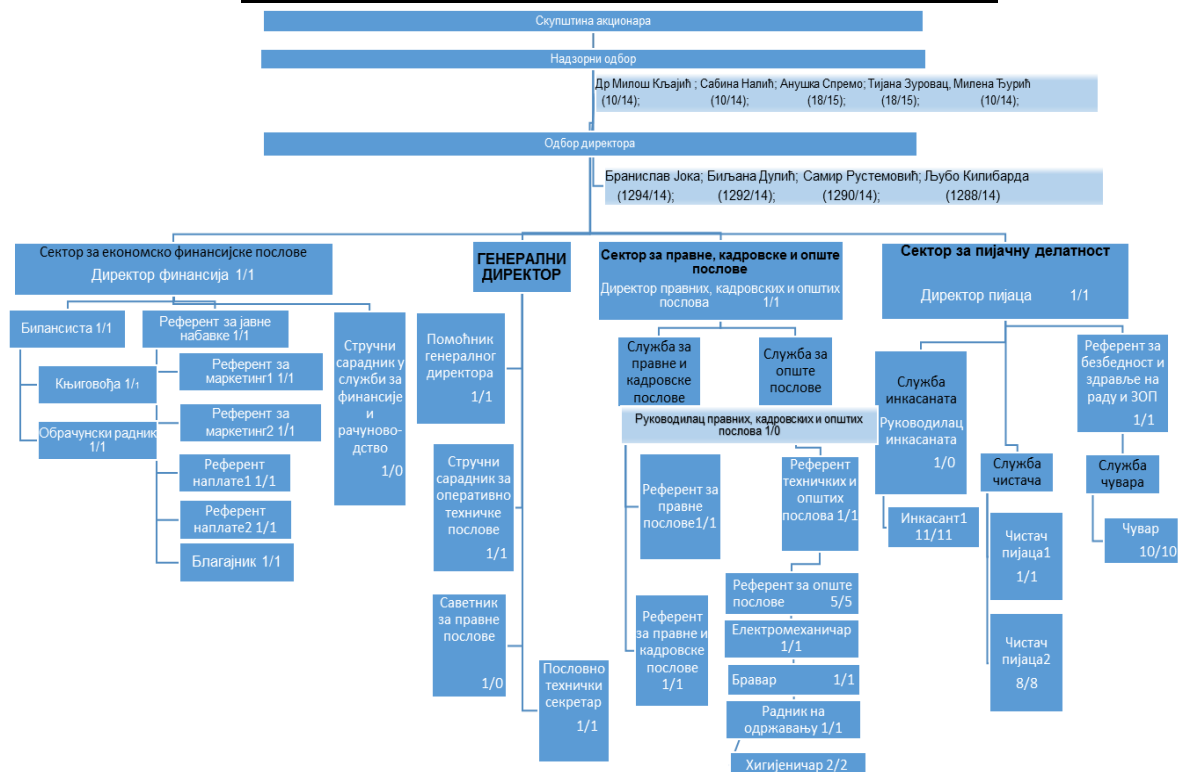 Скупштина акционара
Надзорни одбор
Др Милош Кљајић ; Сабина Налић; Анушка Спремо; Тијана Зуровац, Милена Ђурић
(10/14); (10/14); (18/15); (18/15); (10/14);
Одбор директора
Бранислав Јока; Биљана Дулић; Самир Рустемовић; Љубо Килибарда
(1294/14); (1292/14); (1290/14); (1288/14)
Сектор за економско финансијске послове
Директор финансија 1/1
Бипансиста 1/1
Књиговођа 1/1
Обрачунски радник
1/1
Референт за јавне
набавке 1/1
Референт за
маркетинг1 1/1
Референт за
маркетинг2 1/1
Референт
наплате1 1/1
Референт
наплате2 1/1
Благајник 1/1
Стручни
сарадник у
служби за
финансије
и
рачуново-
дство
1/0
ГЕНЕРАЛНИ
ДИРЕКТОР
Помоћник
генералног
директора
1/1
Стручни
сарадник за
оперативно
техничке
послове
1/1
Саветник
за правне
послове
1/0
Пословно
технички
секретар
1/1
Сектор за правне, кадровске и опште
послове
Директор правних, кадровских и општих
послова 1/1
Служба за
правне и
кадровске
послове
Служба за
опште
послове
Руководилац правних, кадровских и општих
послова 1/0
Референт за
правне
послове1/1
Референт
за правне и
кадровске
послове
1/1
Референт
техничких и
општих
послова 1/1
Референт за опште
послове 5/5
Електромеханичар
1/1
Бравар 1/1
Радник на
одржавању 1/1
Хигијеничар 2/2
Сектор за пијачну делатност
Директор пијаца 1/1
Служба
инкасаната
Руководилац
инкасаната
1/0
Инкасант1
11/11
Служба
чистача
Чистач
пијаца1
1/1
Чистач
пијаца2
8/8
Референт за
безбедност и
здравље на
раду и ЗОП
1/1
Служба
чувара
Чувар
10/10